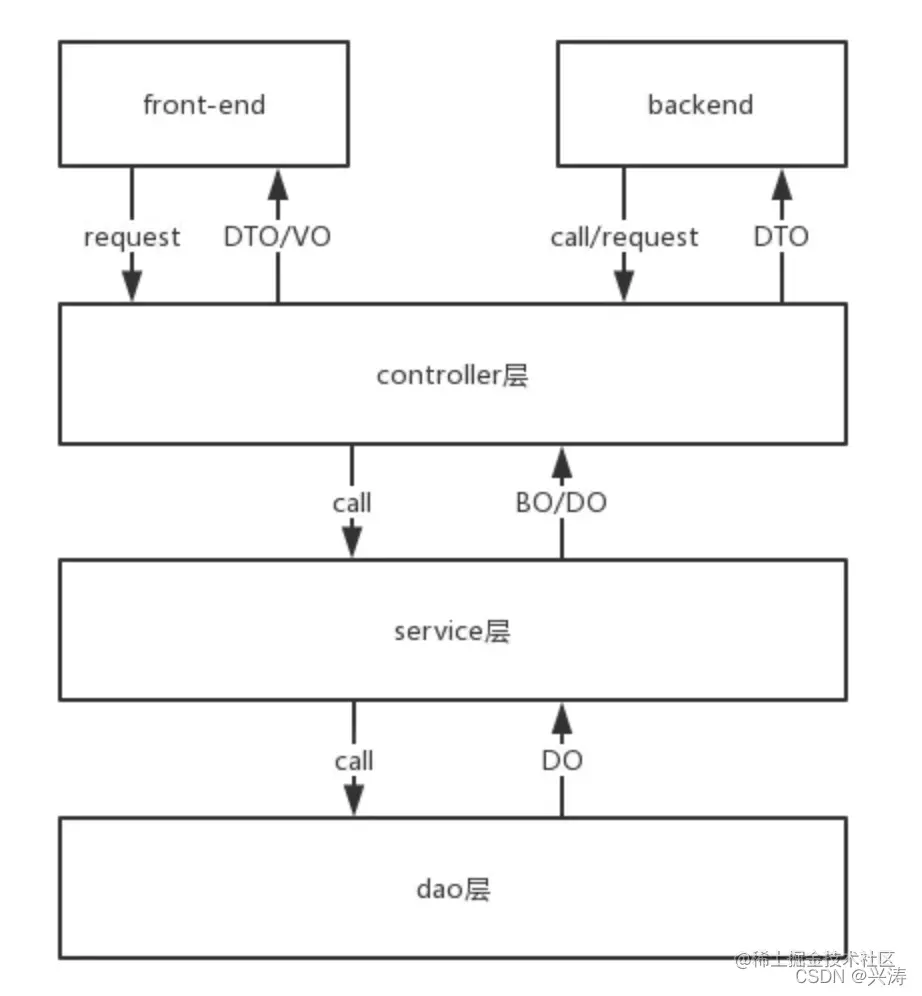 front-end
backend
request
DTO/VO
call/request
DTO
controller层
call
BO/DO
service层
call
DO
dao层
@稀土掘金技术社区
CSDN @兴涛